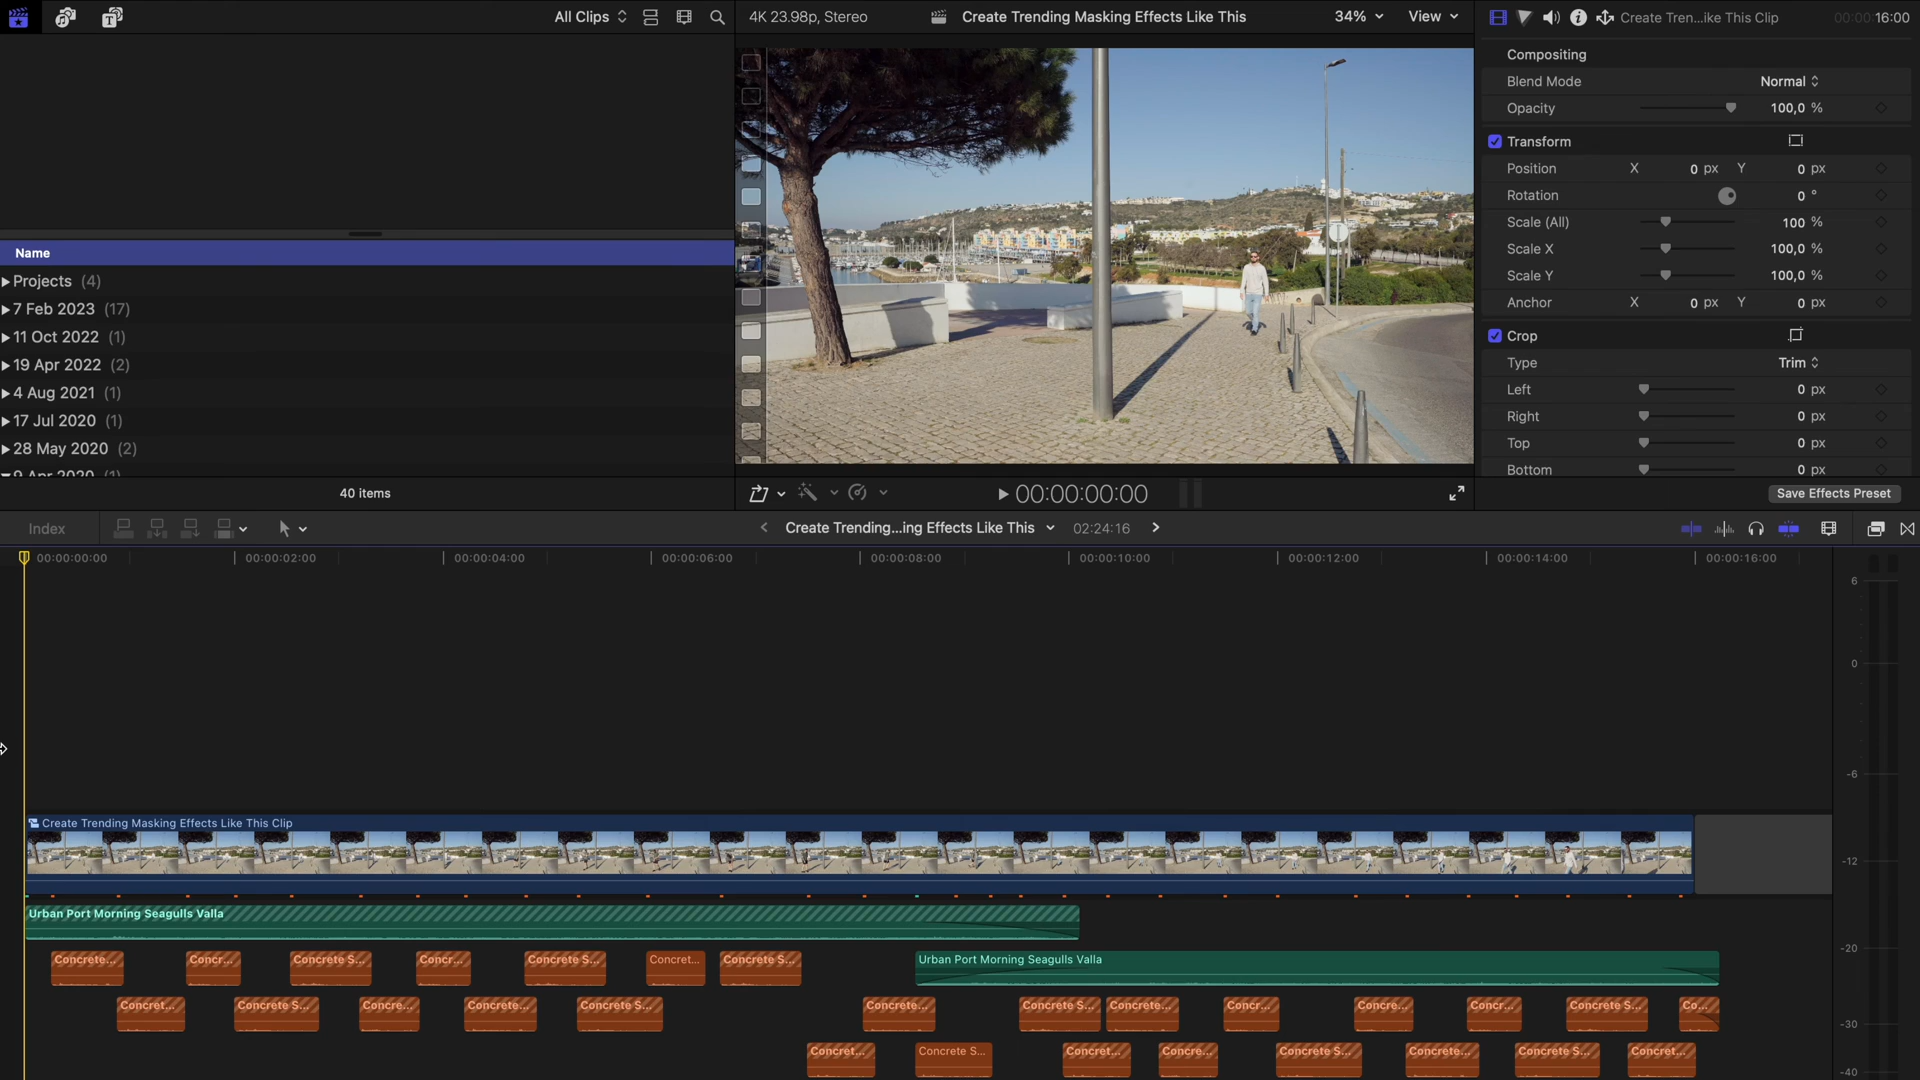 All Clips
4K 23.98p, Stereo
Create Trending Masking Effects Like This
34%
View
Create Tren...ike This Clip
00:00:16:00
Compositing
Blend Mode Normal
Opacity 100,0 %
Transform
Position X 0 px Y 0 px
Rotation 0 °
Scale (All) 100 %
Scale X 100,0 %
Scale Y 100,0 %
Anchor X 0 px Y 0 px
Crop
Type Trim
Left 0 px
Right 0 px
Top 0 px
Bottom 0 px
Save Effects Preset
Name
Projects (4)
7 Feb 2023 (17)
11 Oct 2022 (1)
19 Apr 2022 (2)
4 Aug 2021 (1)
17 Jul 2020 (1)
28 May 2020 (2)
9 Apr 2020 (1)
40 items
00:00:00:00
Index
Create Trending...ing Effects Like This
02:24:16
00:00:00:00 00:00:02:00 00:00:04:00 00:00:06:00 00:00:08:00 00:00:10:00 00:00:12:00 00:00:14:00 00:00:16:00
6
0
-6
-12
-20
-30
-40
Create Trending Masking Effects Like This Clip
Urban Port Morning Seagulls Valla
Concrete... Concr... Concrete S... Concr... Concrete S... Concret... Concrete S... Urban Port Morning Seagulls Valla
Concret... Concrete S... Concre... Concrete... Concrete S... Concrete... Concrete S... Concrete... Concr... Concre... Concr... Concrete S... Co...
Concret... Concrete S... Concret... Concre... Concrete S... Concrete... Concrete S... Concret...